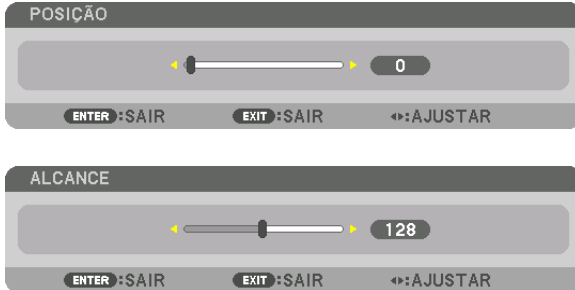 POSIÇÃO
0
ENTER :SAIR EXIT :SAIR :AJUSTAR
ALCANCE
128
ENTER :SAIR EXIT :SAIR :AJUSTAR